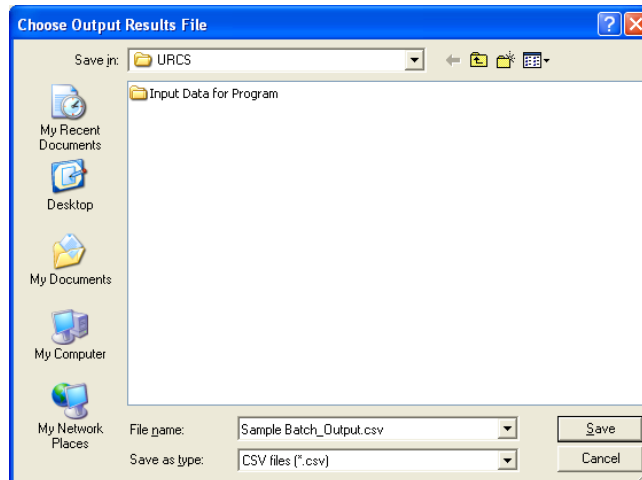 Choose Output Results File
Save in: URCS
Input Data for Program
My Recent
Documents
Desktop
My Documents
My Computer
My Network
Places
File name: Sample Batch_Output.csv Save
Save as type: CSV files (*.csv) Cancel